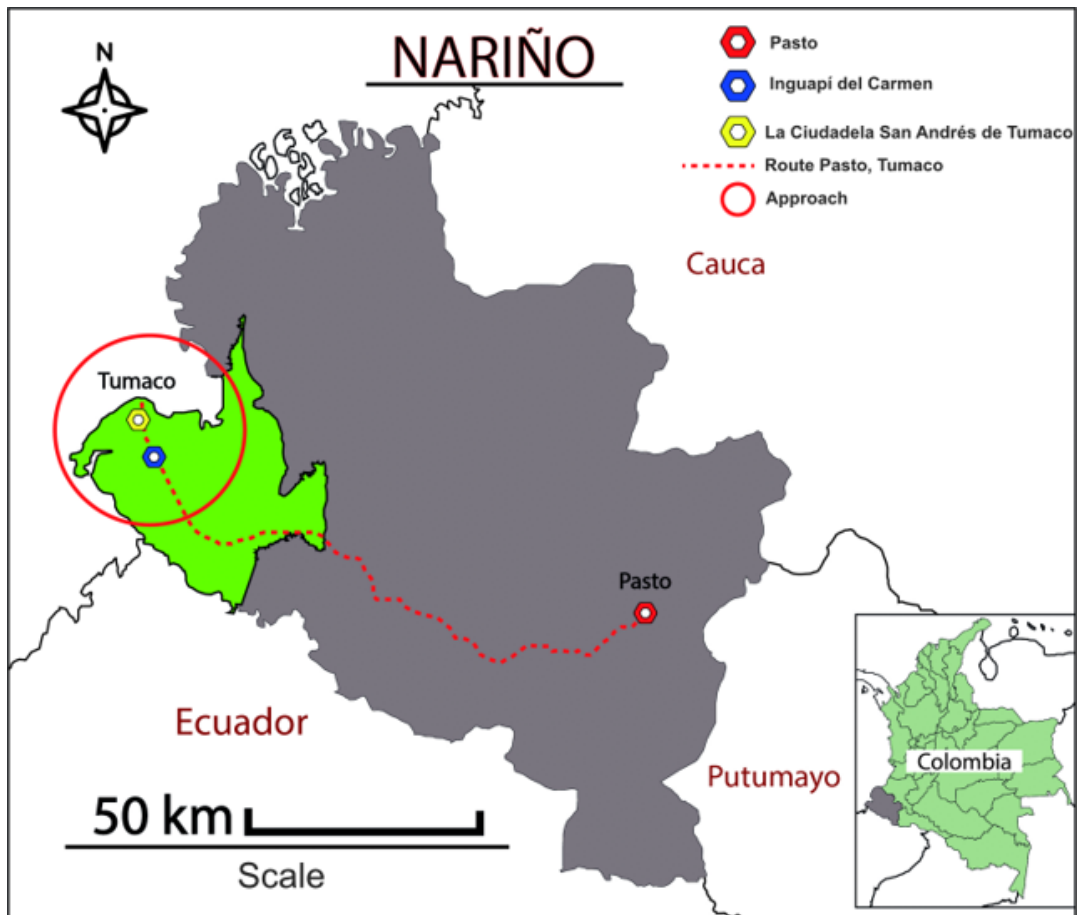 NARIÑO
N
Pasto
Inguapí del Carmen
La Ciudadela San Andrés de Tumaco
Route Pasto, Tumaco
Approach
Cauca
Tumaco
Pasto
Ecuador
Putumayo
Colombia
50 km
Scale